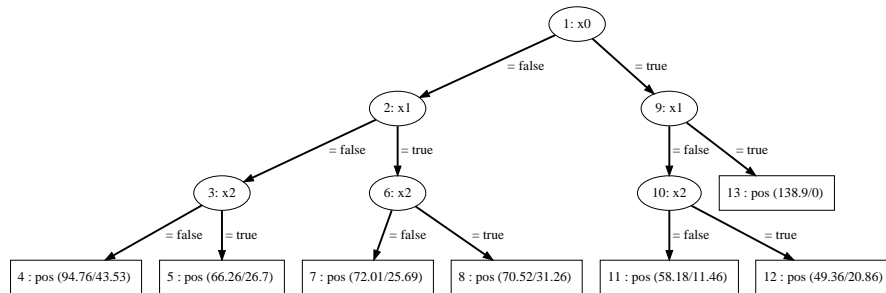 1: x0
= false
= true
2: x1
9: x1
= false
= true
= false
= true
3: x2
6: x2
10: x2
13 : pos (138.9/0)
= false
= true
= false
= true
= false
= true
4 : pos (94.76/43.53)
5 : pos (66.26/26.7)
7 : pos (72.01/25.69)
8 : pos (70.52/31.26)
11 : pos (58.18/11.46)
12 : pos (49.36/20.86)